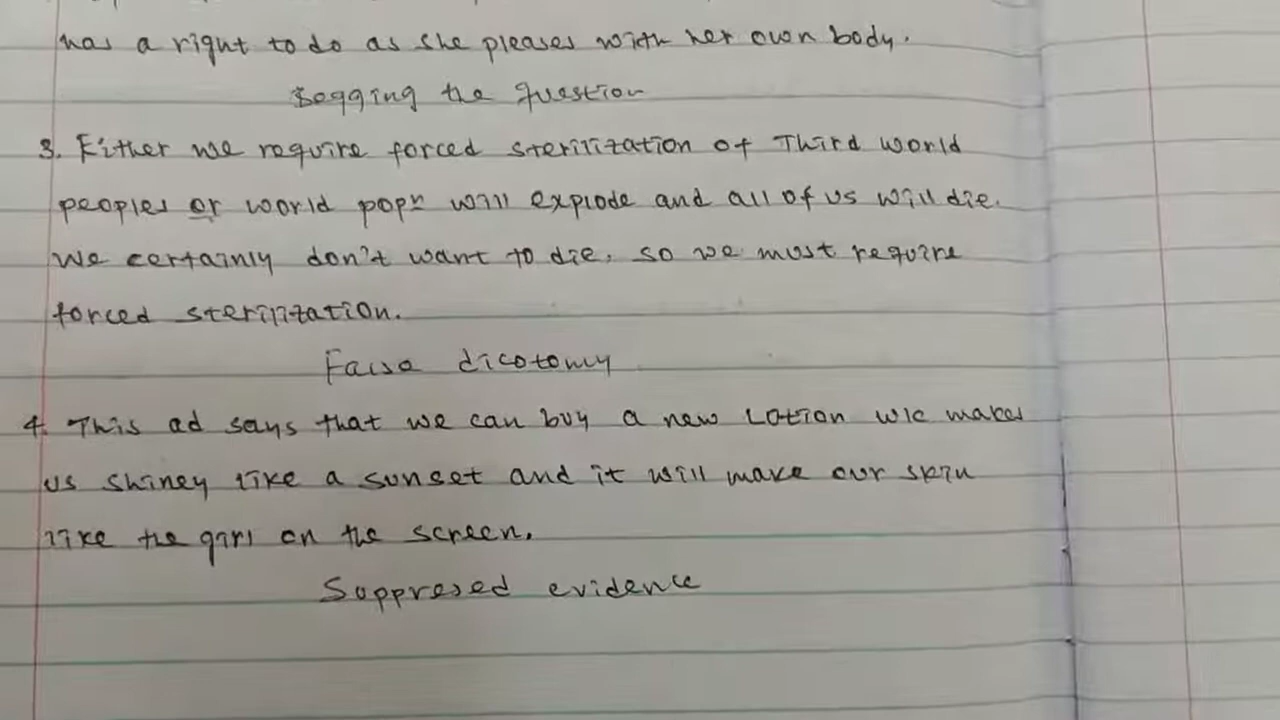 has a right to do as she pleases with her own body.
Begging the question
3. Either we require forced sterilization of Third world
peoples or world popn will explode and all of us will die.
We certainly don't want to die, so we must require
forced sterilization.
False dicotomy
4. This ad says that we can buy a new Lotion wlc makes
us shiney like a sunset and it will make our skin
like the girl on the screen.
Suppresed evidence